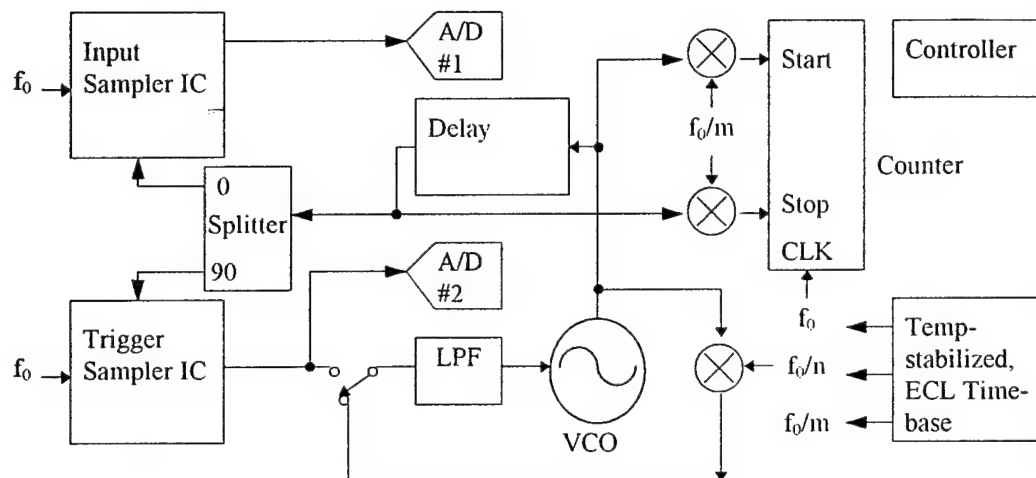 f₀
Input
Sampler IC
A/D
#1
Delay
f₀/m
Start
Stop
CLK
Counter
Controller
0
Splitter
90
A/D
#2
f₀
Trigger
Sampler IC
LPF
VCO
f₀
f₀/n
f₀/m
Temp-
stabilized,
ECL Time-
base